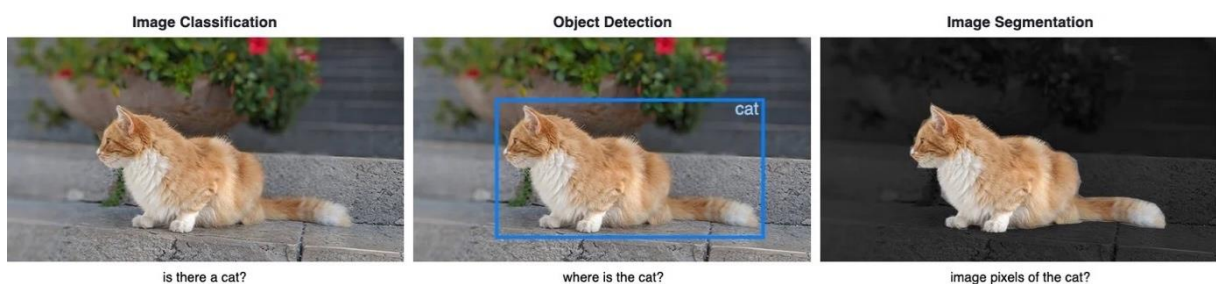 Image Classification
Object Detection
Image Segmentation
cat
is there a cat?
where is the cat?
image pixels of the cat?